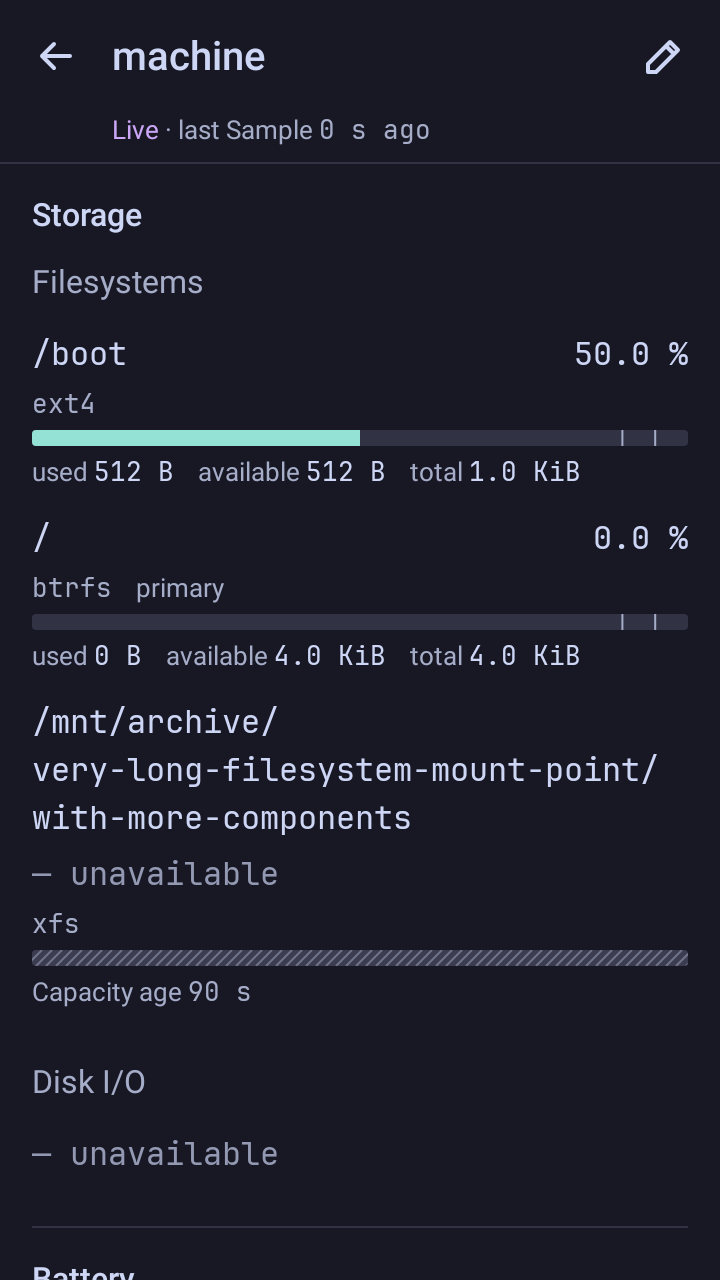 machine
Live · last Sample 0 s ago
Storage
Filesystems
/boot 50.0 %
ext4
used 512 B available 512 B total 1.0 KiB
/ 0.0 %
btrfs primary
used 0 B available 4.0 KiB total 4.0 KiB
/mnt/archive/
very-long-filesystem-mount-point/
with-more-components
— unavailable
xfs
Capacity age 90 s
Disk I/O
— unavailable
Battery